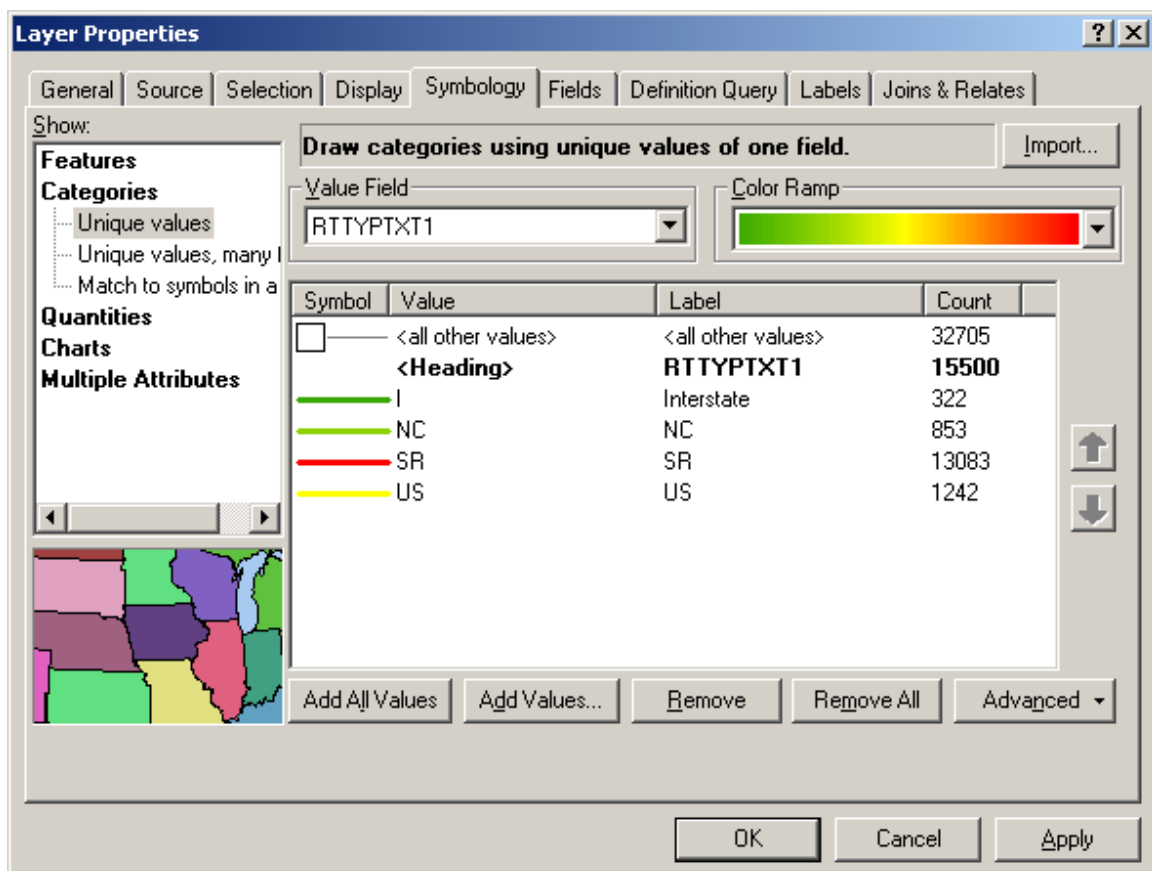 Layer Properties
General Source Selection Display Symbology Fields Definition Query Labels Joins & Relates
Show:
Features
Categories
Unique values
Unique values, many
Match to symbols in a
Quantities
Charts
Multiple Attributes
Draw categories using unique values of one field.
Import...
Value Field
RTTYPTXT1
Color Ramp
Symbol Value Label Count
<all other values> <all other values> 32705
<Heading> RTTYPTXT1 15500
I Interstate 322
NC NC 853
SR SR 13083
US US 1242
Add All Values Add Values... Remove Remove All Advanced
OK Cancel Apply